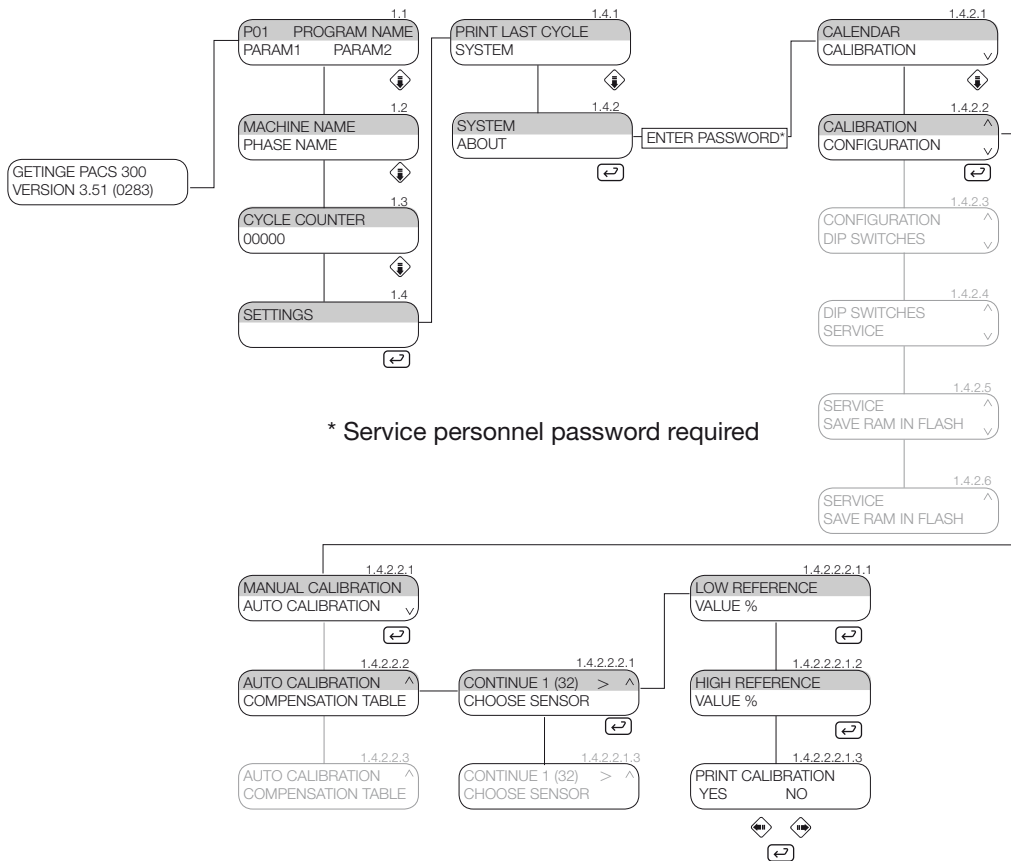 GETINGE PACS 300
VERSION 3.51 (0283)
1.1
P01 PROGRAM NAME
PARAM1 PARAM2
1.2
MACHINE NAME
PHASE NAME
1.3
CYCLE COUNTER
00000
1.4
SETTINGS
1.4.1
PRINT LAST CYCLE
SYSTEM
1.4.2
SYSTEM
ABOUT
ENTER PASSWORD*
1.4.2.1
CALENDAR
CALIBRATION
1.4.2.2
CALIBRATION
CONFIGURATION
1.4.2.3
CONFIGURATION
DIP SWITCHES
1.4.2.4
DIP SWITCHES
SERVICE
1.4.2.5
SERVICE
SAVE RAM IN FLASH
1.4.2.6
SERVICE
SAVE RAM IN FLASH
* Service personnel password required
1.4.2.2.1
MANUAL CALIBRATION
AUTO CALIBRATION
1.4.2.2.2
AUTO CALIBRATION
COMPENSATION TABLE
1.4.2.2.3
AUTO CALIBRATION
COMPENSATION TABLE
1.4.2.2.2.1
CONTINUE 1 (32) >
CHOOSE SENSOR
1.4.2.2.1.3
CONTINUE 1 (32) >
CHOOSE SENSOR
1.4.2.2.2.1.1
LOW REFERENCE
VALUE %
1.4.2.2.2.1.2
HIGH REFERENCE
VALUE %
1.4.2.2.2.1.3
PRINT CALIBRATION
YES NO